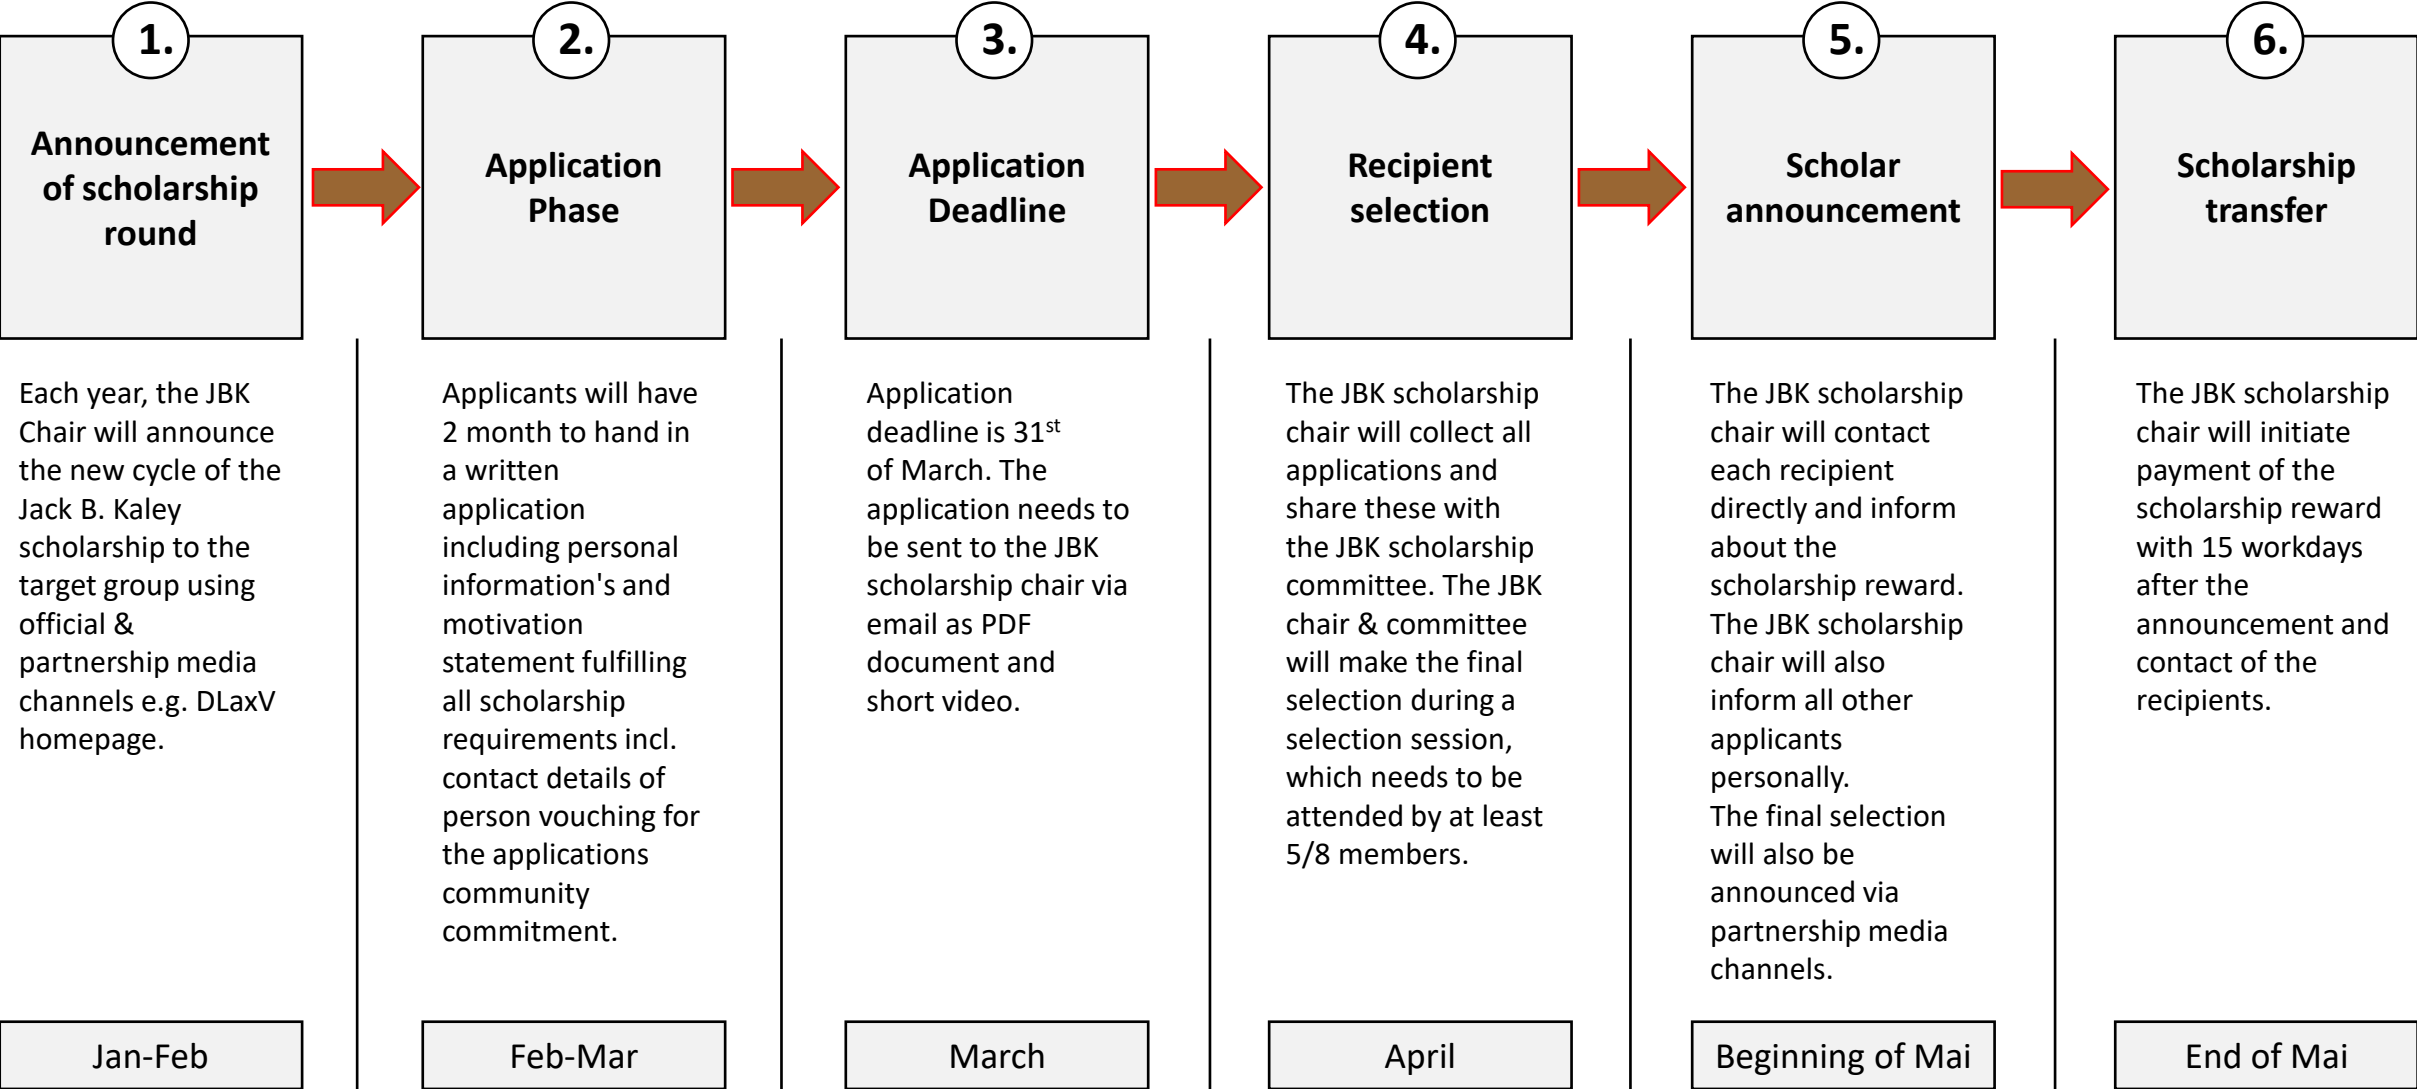 1.
Announcement
of scholarship
round
Each year, the JBK
Chair will announce
the new cycle of the
Jack B. Kaley
scholarship to the
target group using
official &
partnership media
channels e.g. DLaxV
homepage.
Jan-Feb
2.
Application
Phase
Applicants will have
2 month to hand in
a written
application
including personal
information's and
motivation
statement fulfilling
all scholarship
requirements incl.
contact details of
person vouching for
the applications
community
commitment.
Feb-Mar
3.
Application
Deadline
Application
deadline is 31st
of March. The
application needs to
be sent to the JBK
scholarship chair via
email as PDF
document and
short video.
March
4.
Recipient
selection
The JBK scholarship
chair will collect all
applications and
share these with
the JBK scholarship
committee. The JBK
chair & committee
will make the final
selection during a
selection session,
which needs to be
attended by at least
5/8 members.
April
5.
Scholar
announcement
The JBK scholarship
chair will contact
each recipient
directly and inform
about the
scholarship reward.
The JBK scholarship
chair will also
inform all other
applicants
personally.
The final selection
will also be
announced via
partnership media
channels.
Beginning of Mai
6.
Scholarship
transfer
The JBK scholarship
chair will initiate
payment of the
scholarship reward
with 15 workdays
after the
announcement and
contact of the
recipients.
End of Mai